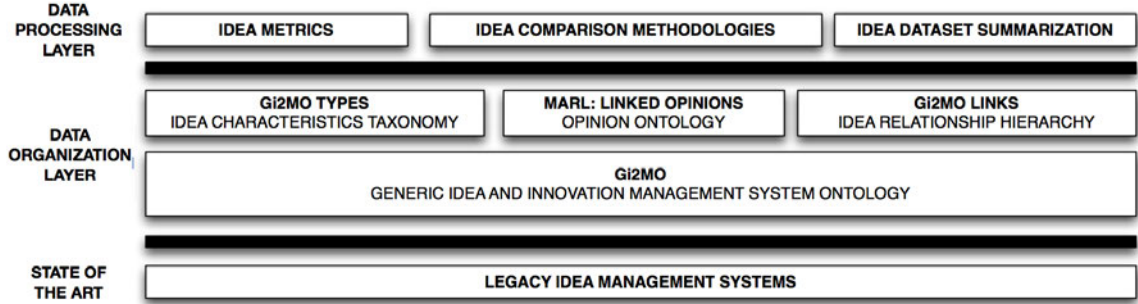 DATA
PROCESSING
LAYER
IDEA METRICS
IDEA COMPARISON METHODOLOGIES
IDEA DATASET SUMMARIZATION
DATA
ORGANIZATION
LAYER
Gi2MO TYPES
IDEA CHARACTERISTICS TAXONOMY
MARL: LINKED OPINIONS
OPINION ONTOLOGY
Gi2MO LINKS
IDEA RELATIONSHIP HIERARCHY
Gi2MO
GENERIC IDEA AND INNOVATION MANAGEMENT SYSTEM ONTOLOGY
STATE OF
THE ART
LEGACY IDEA MANAGEMENT SYSTEMS